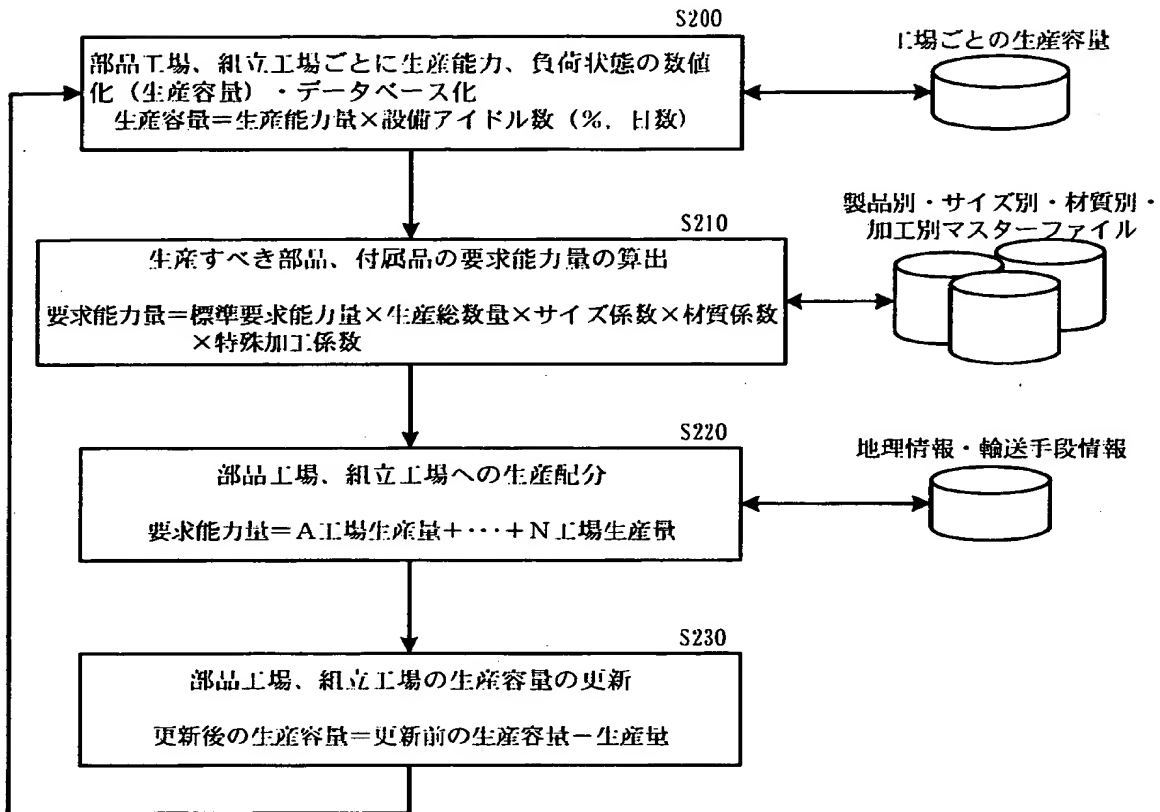 S200
部品工場、組立工場ごとに生産能力、負荷状態の数値
化（生産容量）・データベース化
生産容量＝生産能力量×設備アイドル数（％，日数）
工場ごとの生産容量
S210
生産すべき部品、付属品の要求能力量の算出
要求能力量＝標準要求能力量×生産総数量×サイズ係数×材質係数
×特殊加工係数
製品別・サイズ別・材質別・
加工別マスターファイル
S220
部品工場、組立工場への生産配分
要求能力量＝A工場生産量＋･･･＋N工場生産量
地理情報・輸送手段情報
S230
部品工場、組立工場の生産容量の更新
更新後の生産容量＝更新前の生産容量－生産量